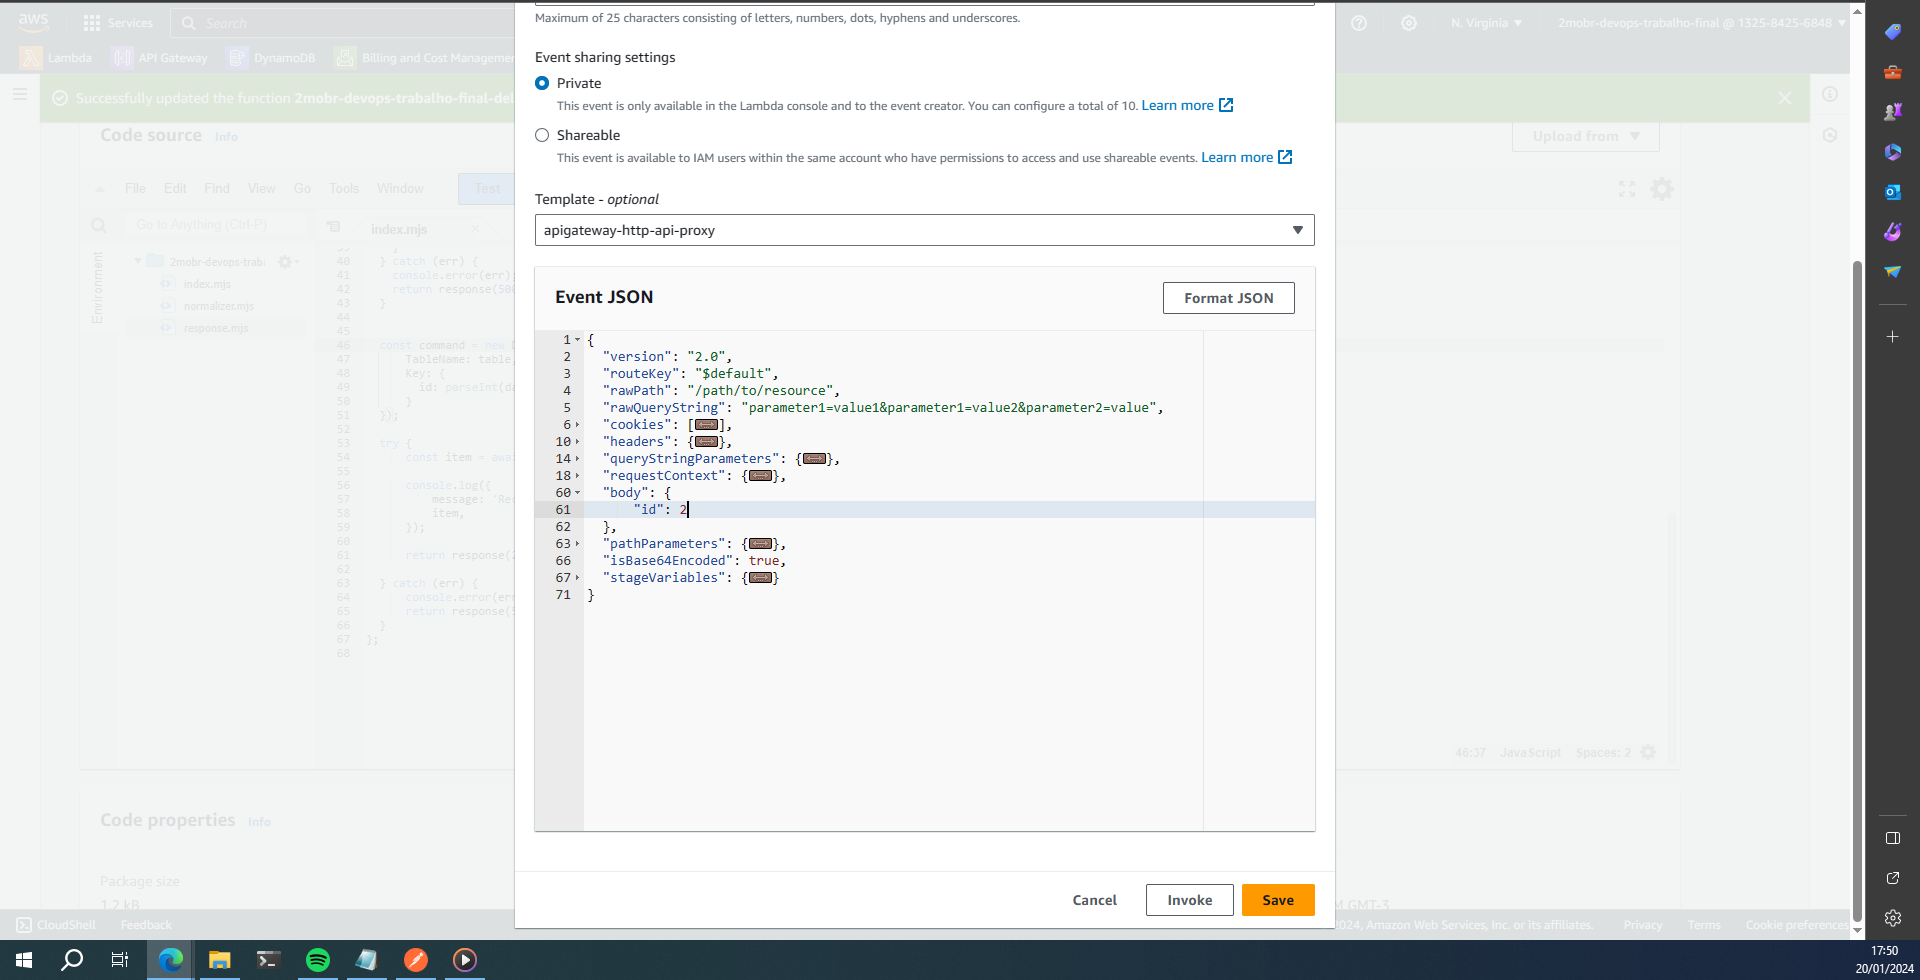 Maximum of 25 characters consisting of letters, numbers, dots, hyphens and underscores.
aws
Services
Search
N. Virginia
2mobr-devops-trabalho-final @ 1325-8425-6848
Lambda
API Gateway
DynamoDB
Billing and Cost Managemen
Event sharing settings
Private
This event is only available in the Lambda console and to the event creator. You can configure a total of 10. Learn more
Shareable
This event is available to IAM users within the same account who have permissions to access and use shareable events. Learn more
Successfully updated the function 2mobr-devops-trabalho-final-del
Code source Info
Upload from
File Edit Find View Go Tools Window Test
Template - optional
apigateway-http-api-proxy
Go to Anything (Ctrl-P)
index.mjs
Environment
2mobr-devops-traba
index.mjs
normalizer.mjs
response.mjs
40 } catch (err) {
41 console.error(err)
42 return response(500
43 }
44
45
46 const command = new D
47 TableName: table,
48 Key: {
49 id: parseInt(da
50 }
51 });
52
53 try {
54 const item = awai
55
56 console.log({
57 message: 'Rec
58 item,
59 });
60
61 return response(2
62
63 } catch (err) {
64 console.error(err
65 return response(5
66 }
67 };
68
Event JSON
Format JSON
1 {
2 "version": "2.0",
3 "routeKey": "$default",
4 "rawPath": "/path/to/resource",
5 "rawQueryString": "parameter1=value1&parameter1=value2&parameter2=value",
6 "cookies": [],
10 "headers": {},
14 "queryStringParameters": {},
18 "requestContext": {},
60 "body": {
61 "id": 2
62 },
63 "pathParameters": {},
66 "isBase64Encoded": true,
67 "stageVariables": {}
71 }
46:37 JavaScript Spaces: 2
Code properties Info
Package size
1.2 kB
M GMT-3
Cancel
Invoke
Save
CloudShell
Feedback
2024, Amazon Web Services, Inc. or its affiliates.
Privacy
Terms
Cookie preferences
17:50
20/01/2024